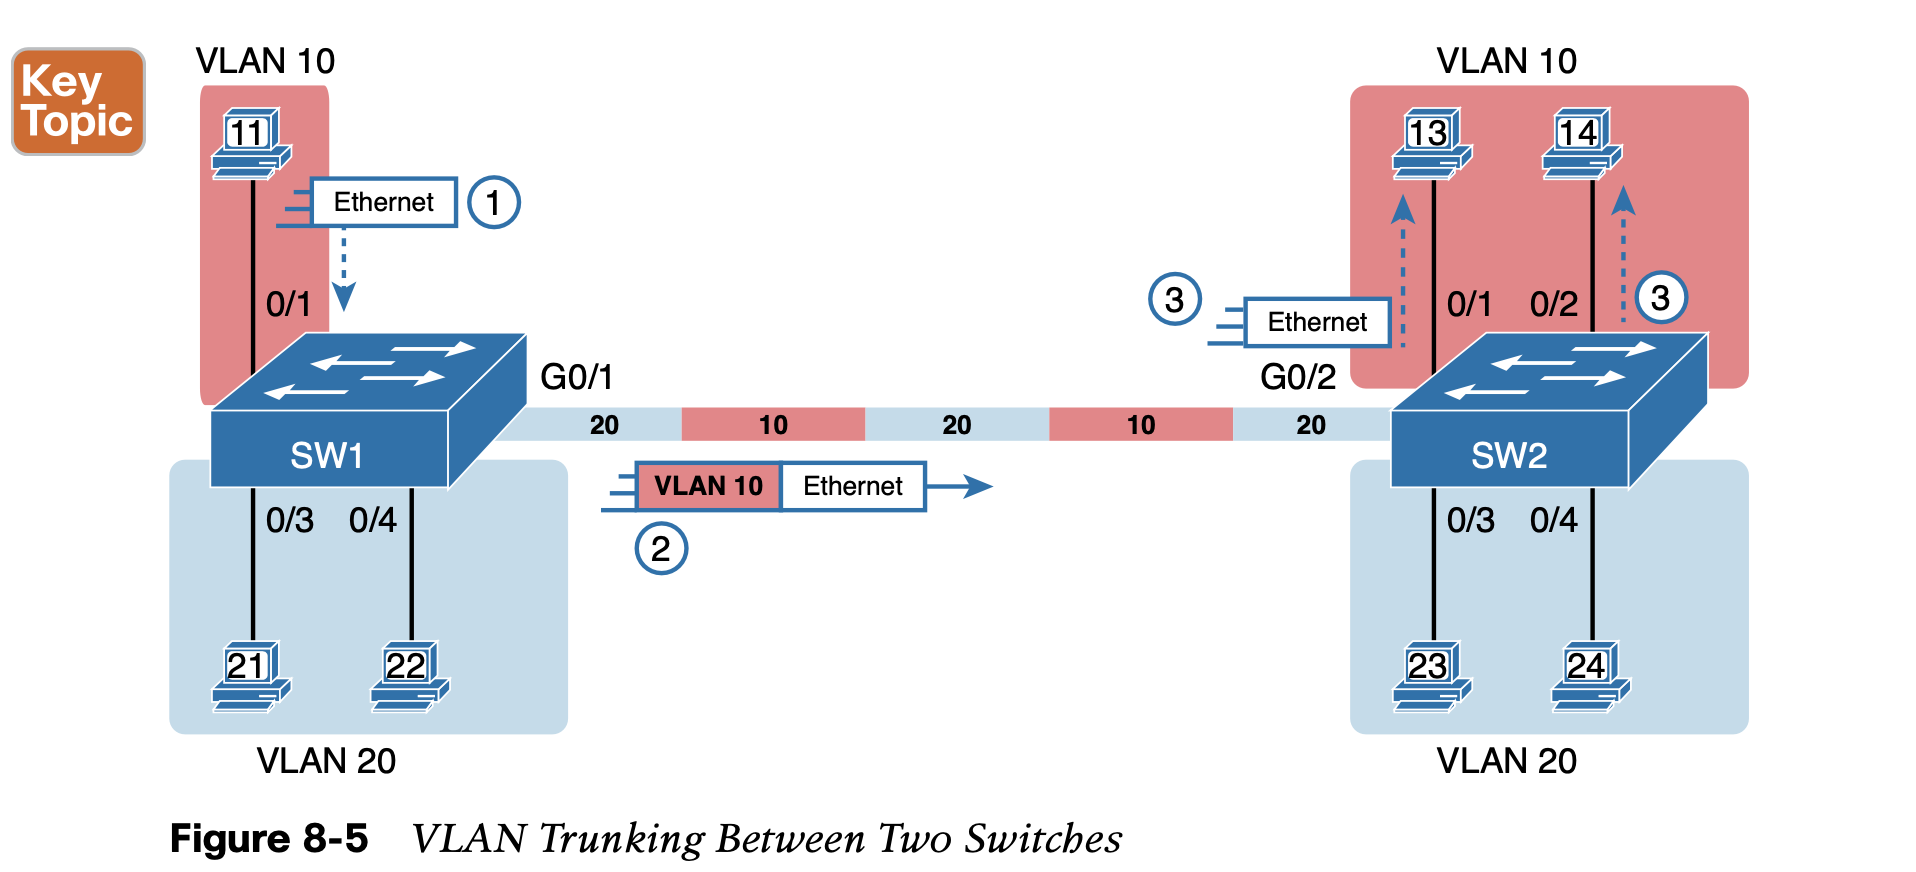 Key
Topic
VLAN 10
VLAN 10
11
13
14
Ethernet
1
0/1
3
Ethernet
0/1
0/2
3
G0/1
G0/2
20
10
20
10
20
SW1
SW2
VLAN 10
Ethernet
2
0/3
0/4
0/3
0/4
21
22
23
24
VLAN 20
VLAN 20
Figure 8-5 VLAN Trunking Between Two Switches